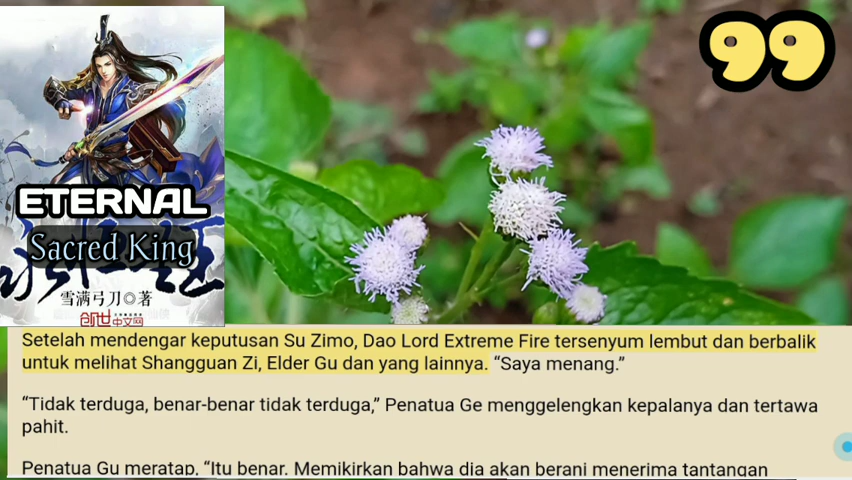 99
ETERNAL
Sacred King
雪满弓刀◎著
创世中文网
Setelah mendengar keputusan Su Zimo, Dao Lord Extreme Fire tersenyum lembut dan berbalik
untuk melihat Shangguan Zi, Elder Gu dan yang lainnya. “Saya menang.”
“Tidak terduga, benar-benar tidak terduga,” Penatua Ge menggelengkan kepalanya dan tertawa
pahit.
Penatua Gu meratap, “Itu benar. Memikirkan bahwa dia akan berani menerima tantangan